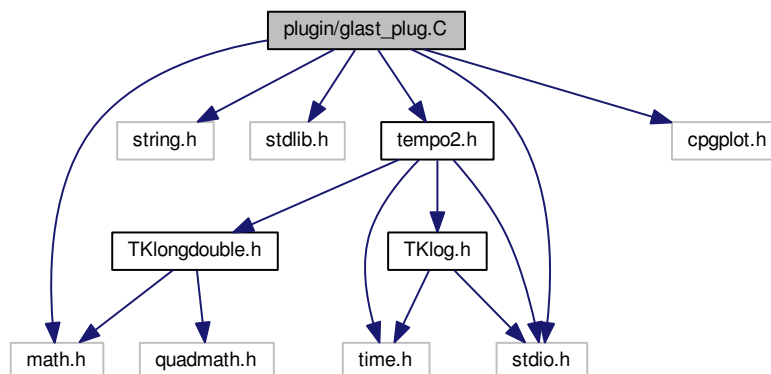 plugin/glast_plug.C
string.h
stdlib.h
tempo2.h
cpgplot.h
TKlongdouble.h
TKlog.h
math.h
quadmath.h
time.h
stdio.h